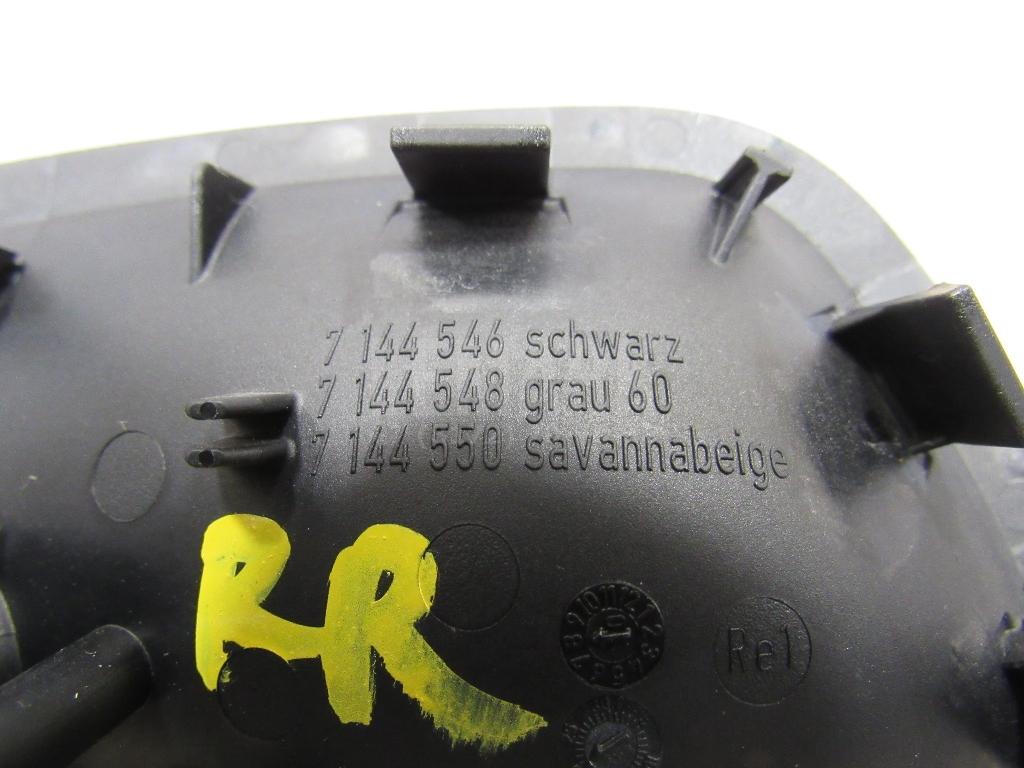 7 144 546 schwarz
7 144 548 grau 60
7 144 550 savannabeige
RR
Re1